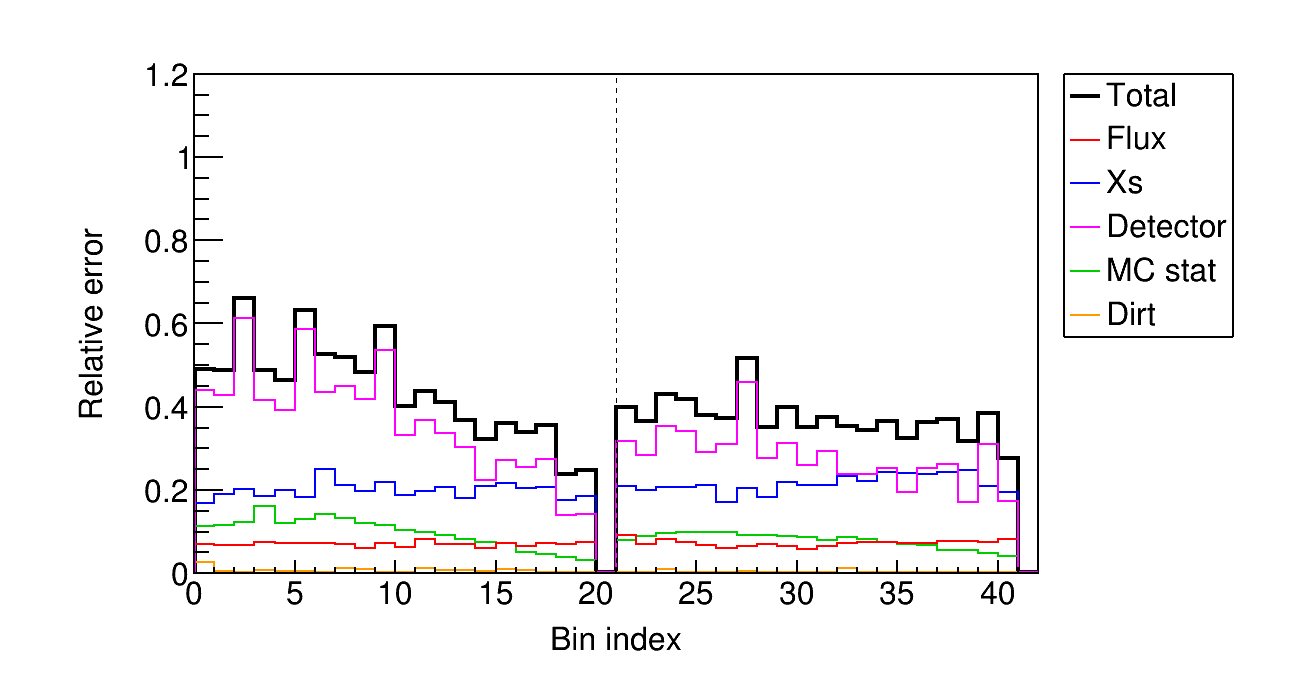 1.2
1
0.8
0.6
0.4
0.2
0
Relative error
0 5 10 15 20 25 30 35 40
Bin index
Total
Flux
Xs
Detector
MC stat
Dirt